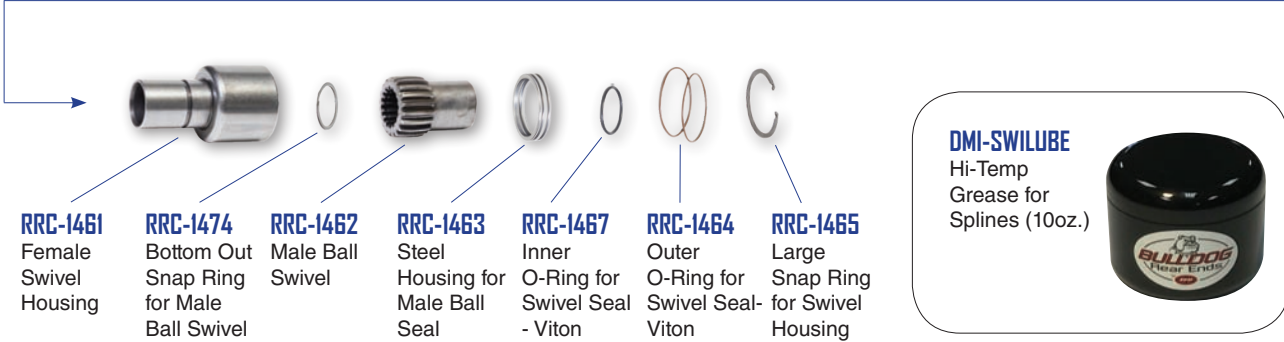 RRC-1461
Female
Swivel
Housing
RRC-1474
Bottom Out
Snap Ring
for Male
Ball Swivel
RRC-1462
Male Ball
Swivel
RRC-1463
Steel
Housing for
Male Ball
Seal
RRC-1467
Inner
O-Ring for
Swivel Seal
- Viton
RRC-1464
Outer
O-Ring for
Swivel Seal-
Viton
RRC-1465
Large
Snap Ring
for Swivel
Housing
DMI-SWILUBE
Hi-Temp
Grease for
Splines (10oz.)
BULLDOG
Rear Ends